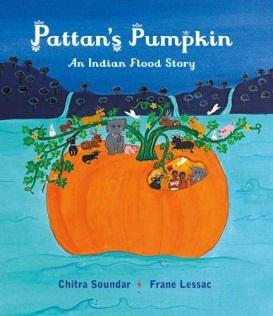 Pattan's Pumpkin
An Indian Flood Story
Chitra Soundar Frane Lessac